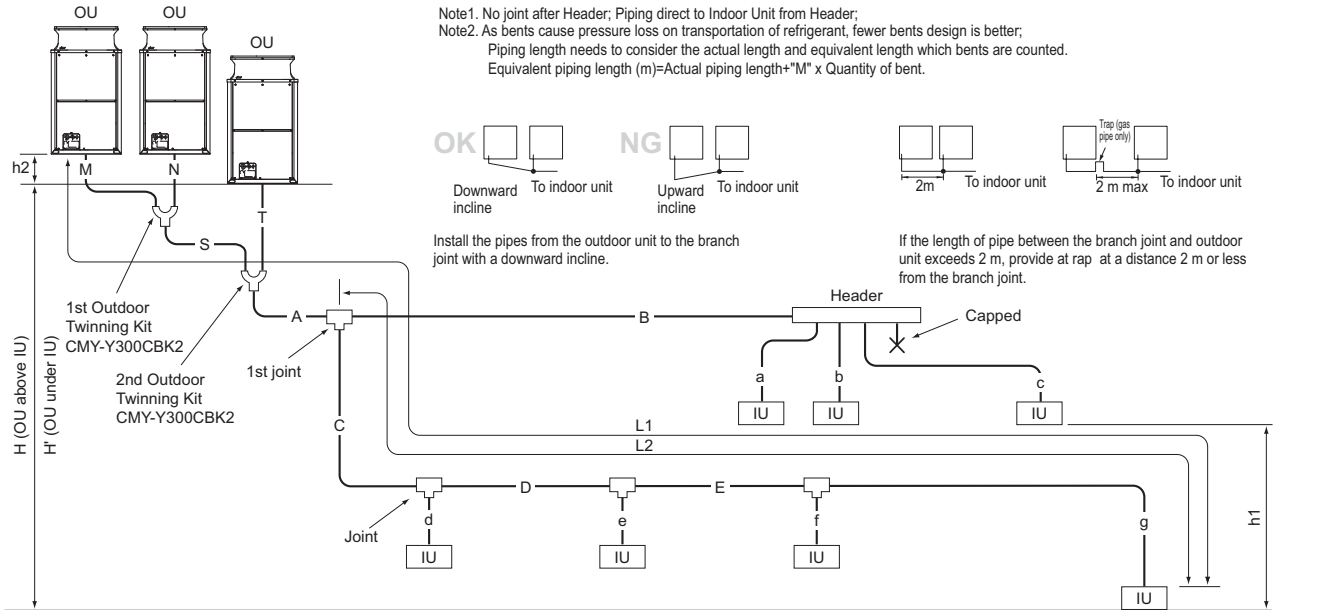 OU
OU
OU
Note1. No joint after Header; Piping direct to Indoor Unit from Header;
Note2. As bents cause pressure loss on transportation of refrigerant, fewer bents design is better;
Piping length needs to consider the actual length and equivalent length which bents are counted.
Equivalent piping length (m)=Actual piping length+"M" x Quantity of bent.
OK
Downward
incline
To indoor unit
NG
Upward
incline
To indoor unit
2m
To indoor unit
Trap (gas
pipe only)
2 m max
To indoor unit
Install the pipes from the outdoor unit to the branch
joint with a downward incline.
If the length of pipe between the branch joint and outdoor
unit exceeds 2 m, provide at rap at a distance 2 m or less
from the branch joint.
h2
M
N
T
S
1st Outdoor
Twinning Kit
CMY-Y300CBK2
2nd Outdoor
Twinning Kit
CMY-Y300CBK2
A
1st joint
B
Header
Capped
a
b
c
IU
IU
IU
H (OU above IU)
H' (OU under IU)
C
L1
L2
D
E
Joint
d
e
f
g
IU
IU
IU
IU
h1